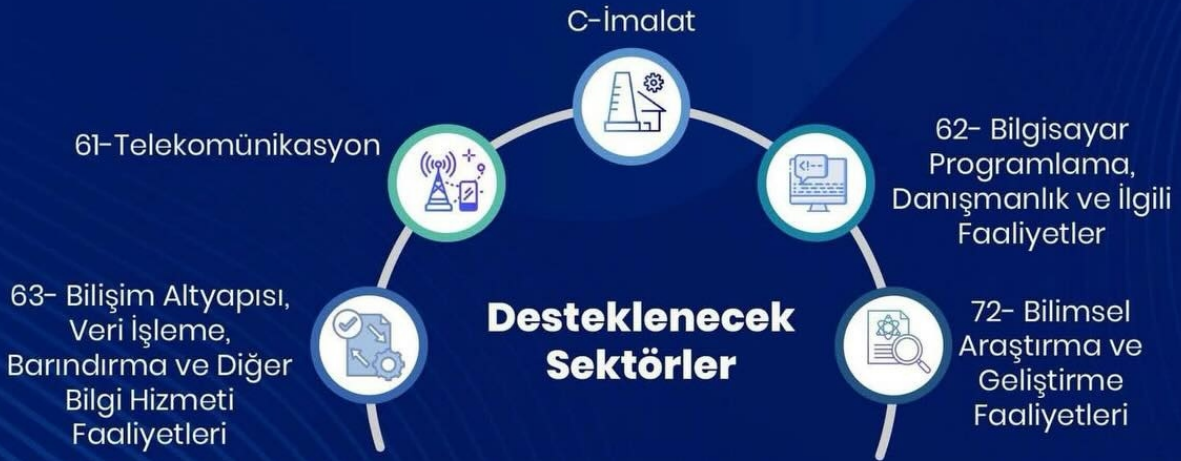 C-İmalat
61-Telekomünikasyon
62- Bilgisayar
Programlama,
Danışmanlık ve İlgili
Faaliyetler
63- Bilişim Altyapısı,
Veri İşleme,
Barındırma ve Diğer
Bilgi Hizmeti
Faaliyetleri
Desteklenecek
Sektörler
72- Bilimsel
Araştırma ve
Geliştirme
Faaliyetleri